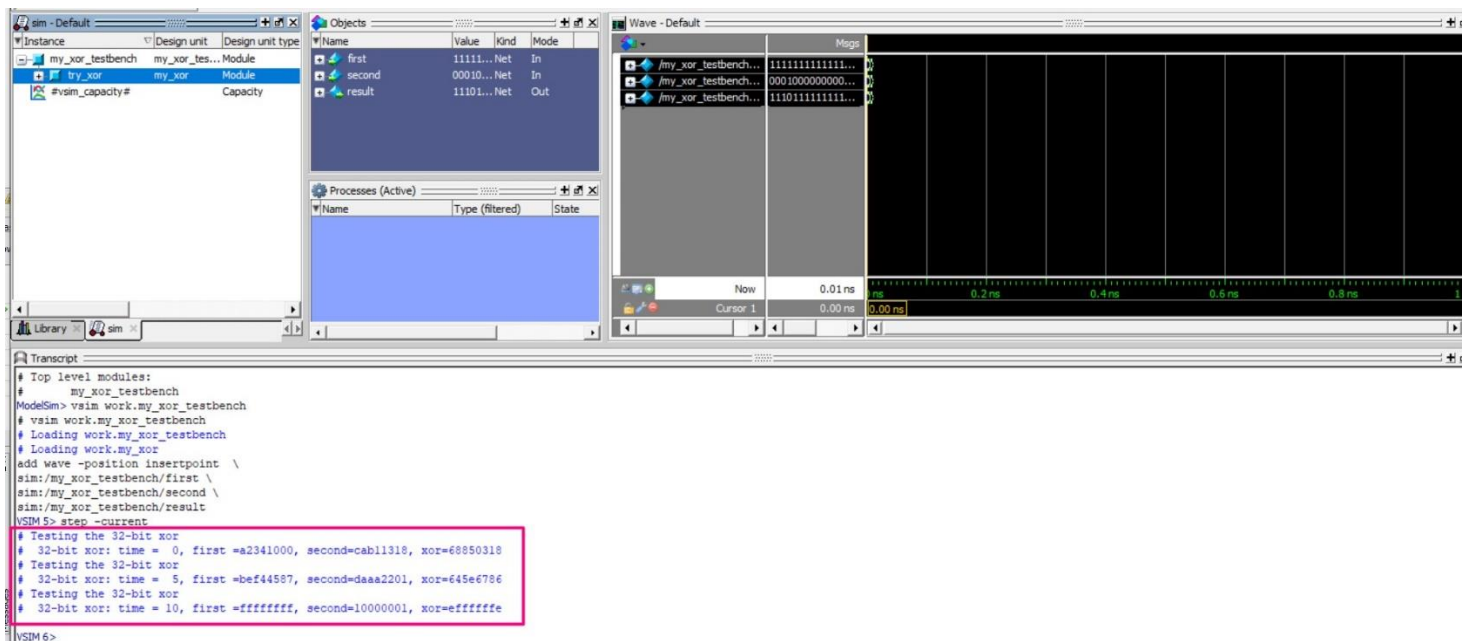 sim - Default
Instance Design unit Design unit type
my_xor_testbench my_xor_tes... Module
try_xor my_xor Module
#vsim_capacity# Capacity
Library sim
Objects
Name Value Kind Mode
first 11111... Net In
second 00010... Net In
result 11101... Net Out
Processes (Active)
Name Type (filtered) State
Wave - Default
Msgs
/my_xor_testbench... 1111111111111...
/my_xor_testbench... 0001000000000...
/my_xor_testbench... 1110111111111...
Now 0.01 ns
ns 0.2 ns 0.4 ns 0.6 ns 0.8 ns 1
Cursor 1 0.00 ns 0.00 ns
Transcript
# Top level modules:
# my_xor_testbench
ModelSim> vsim work.my_xor_testbench
# vsim work.my_xor_testbench
# Loading work.my_xor_testbench
# Loading work.my_xor
add wave -position insertpoint \
sim:/my_xor_testbench/first \
sim:/my_xor_testbench/second \
sim:/my_xor_testbench/result
VSIM 5> step -current
# Testing the 32-bit xor
# 32-bit xor: time = 0, first =a2341000, second=cab11318, xor=68850318
# Testing the 32-bit xor
# 32-bit xor: time = 5, first =bef44587, second=daaa2201, xor=645e6786
# Testing the 32-bit xor
# 32-bit xor: time = 10, first =ffffffff, second=10000001, xor=effffffe
VSIM 6>